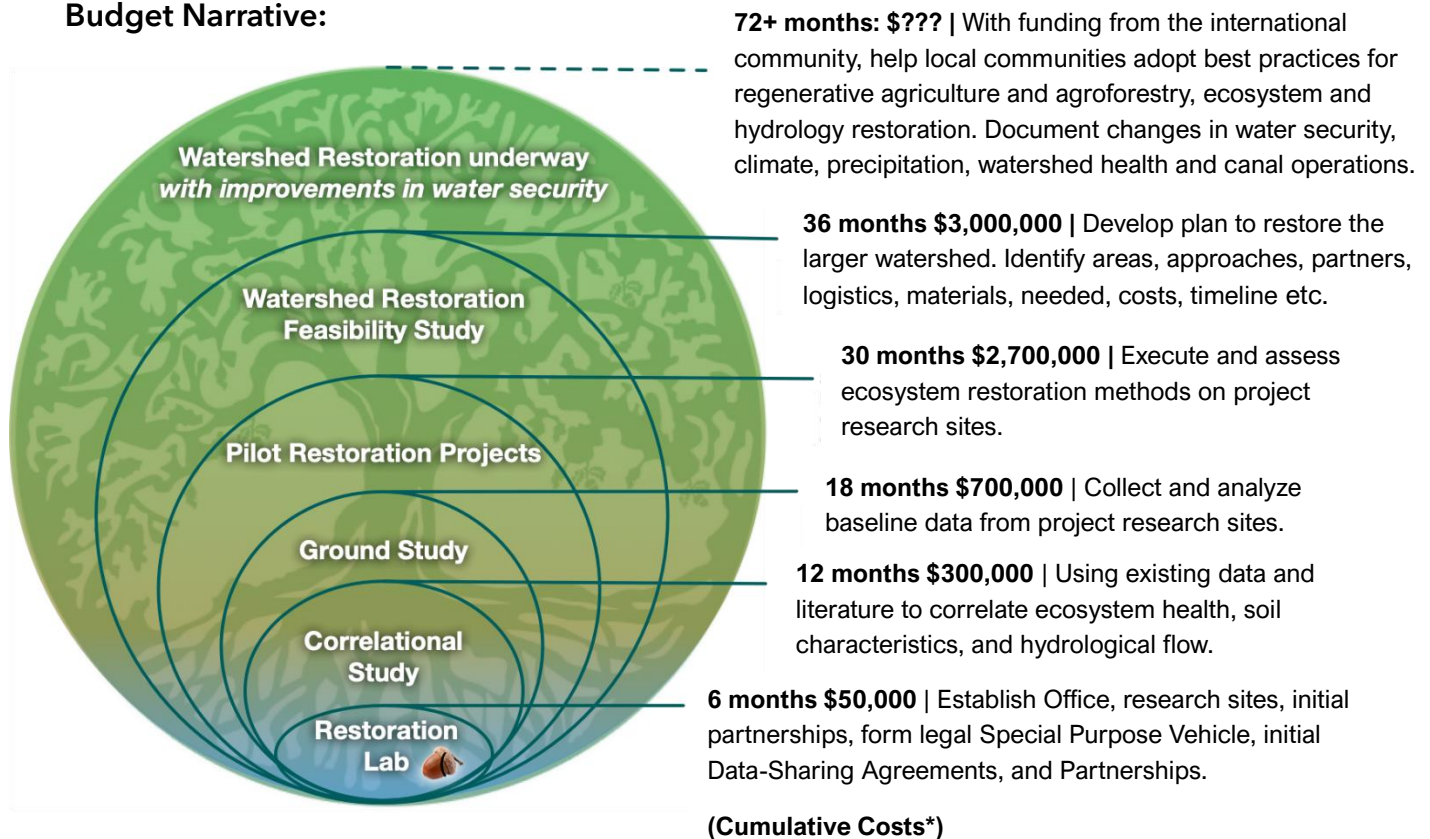 Budget Narrative:
72+ months: $??? | With funding from the international
community, help local communities adopt best practices for
regenerative agriculture and agroforestry, ecosystem and
hydrology restoration. Document changes in water security,
climate, precipitation, watershed health and canal operations.
Watershed Restoration underway
with improvements in water security
36 months $3,000,000 | Develop plan to restore the
larger watershed. Identify areas, approaches, partners,
logistics, materials, needed, costs, timeline etc.
Watershed Restoration
Feasibility Study
30 months $2,700,000 | Execute and assess
ecosystem restoration methods on project
research sites.
Pilot Restoration Projects
18 months $700,000 | Collect and analyze
baseline data from project research sites.
Ground Study
12 months $300,000 | Using existing data and
literature to correlate ecosystem health, soil
characteristics, and hydrological flow.
Correlational
Study
6 months $50,000 | Establish Office, research sites, initial
partnerships, form legal Special Purpose Vehicle, initial
Data-Sharing Agreements, and Partnerships.
Restoration
Lab
(Cumulative Costs*)